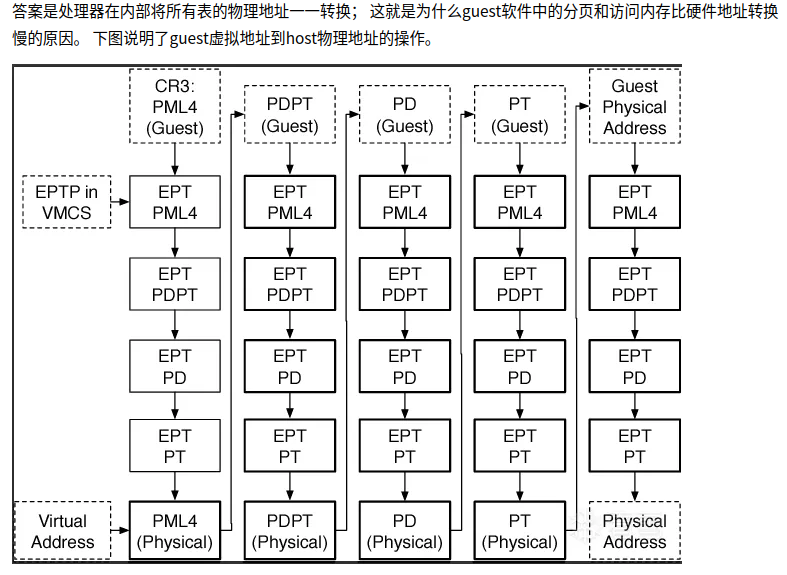 答案是处理器在内部将所有表的物理地址一一转换； 这就是为什么guest软件中的分页和访问内存比硬件地址转换
慢的原因。 下图说明了guest虚拟地址到host物理地址的操作。
CR3:
PML4
(Guest)
PDPT
(Guest)
PD
(Guest)
PT
(Guest)
Guest
Physical
Address
EPTP in
VMCS
EPT
PML4
EPT
PML4
EPT
PML4
EPT
PML4
EPT
PML4
EPT
PDPT
EPT
PDPT
EPT
PDPT
EPT
PDPT
EPT
PDPT
EPT
PD
EPT
PD
EPT
PD
EPT
PD
EPT
PD
EPT
PT
EPT
PT
EPT
PT
EPT
PT
EPT
PT
Virtual
Address
PML4
(Physical)
PDPT
(Physical)
PD
(Physical)
PT
(Physical)
Physical
Address